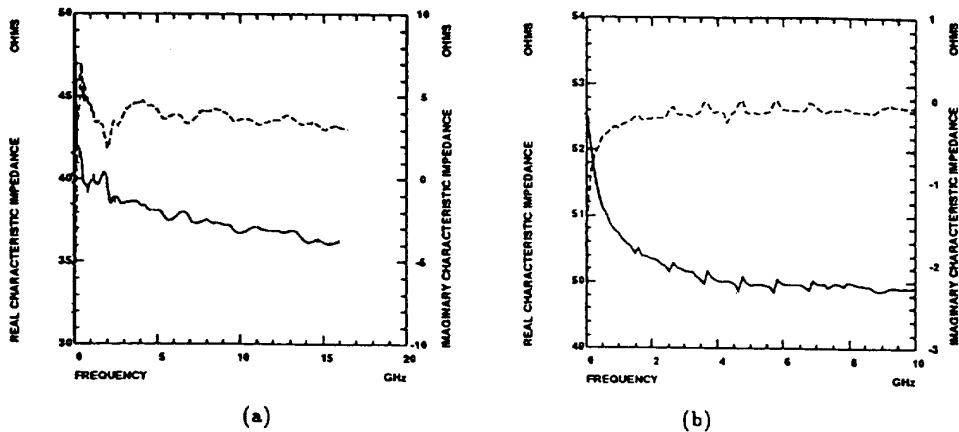 50
45
40
35
30
OHMS
REAL CHARACTERISTIC IMPEDANCE
10
5
0
-5
-10
OHMS
IMAGINARY CHARACTERISTIC IMPEDANCE
0
5
10
15
20
FREQUENCY
GHz
(a)
54
53
52
51
50
49
OHMS
REAL CHARACTERISTIC IMPEDANCE
1
0
-1
-2
-3
OHMS
IMAGINARY CHARACTERISTIC IMPEDANCE
0
2
4
6
8
10
FREQUENCY
GHz
(b)